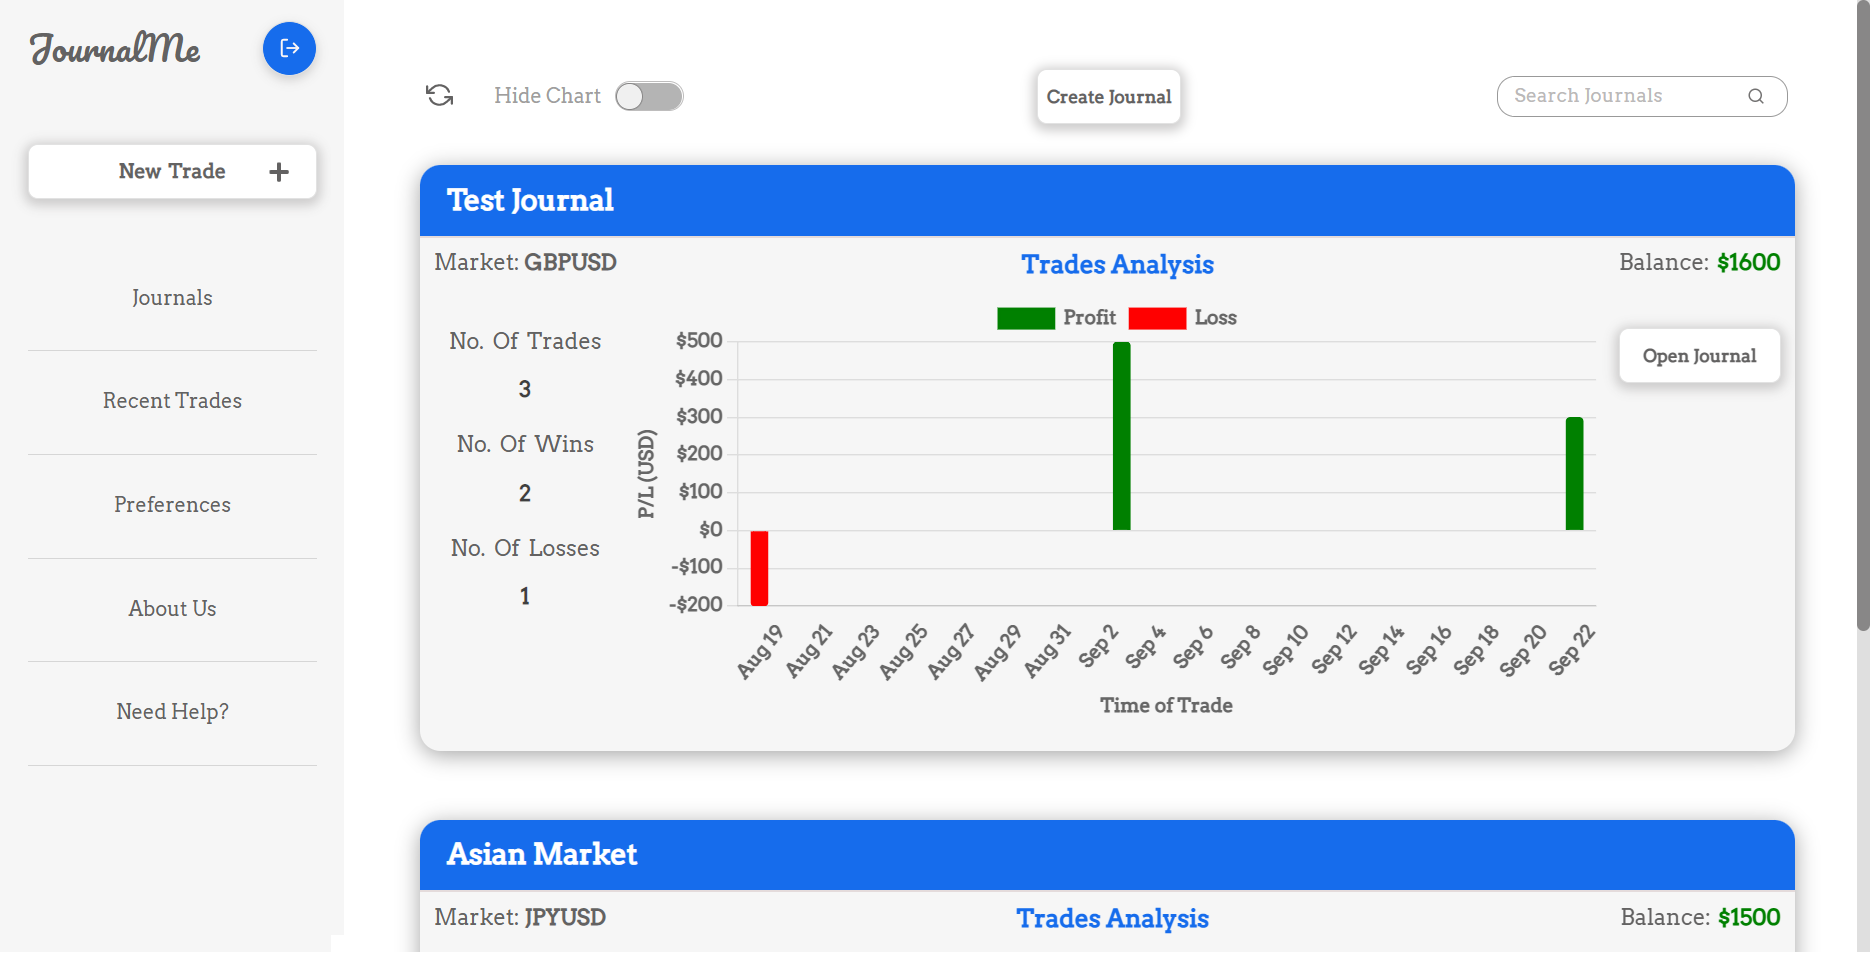 JournalMe
New Trade
Journals
Recent Trades
Preferences
About Us
Need Help?
Hide Chart
Create Journal
Search Journals
Test Journal
Market: GBPUSD
Trades Analysis
Balance: $1600
No. Of Trades
3
No. Of Wins
2
No. Of Losses
1
Profit
Loss
P/L (USD)
$500
$400
$300
$200
$100
$0
-$100
-$200
Aug 19
Aug 21
Aug 23
Aug 25
Aug 27
Aug 29
Aug 31
Sep 2
Sep 4
Sep 6
Sep 8
Sep 10
Sep 12
Sep 14
Sep 16
Sep 18
Sep 20
Sep 22
Time of Trade
Open Journal
Asian Market
Market: JPYUSD
Trades Analysis
Balance: $1500